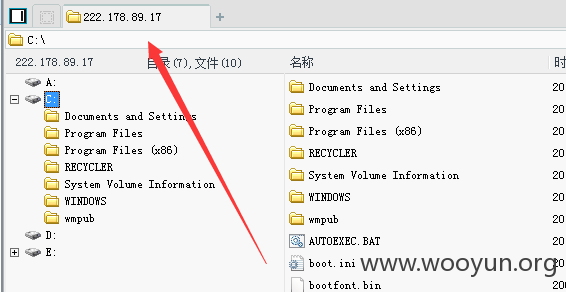 222.178.89.17
C:\
222.178.89.17 目录(7),文件(10) 名称 时
A:
C:
Documents and Settings
Program Files
Program Files (x86)
RECYCLER
System Volume Information
WINDOWS
wmpub
D:
E:
Documents and Settings 20
Program Files 20
Program Files (x86) 20
RECYCLER 20
System Volume Information 20
WINDOWS 20
wmpub 20
AUTOEXEC.BAT 20
boot.ini
bootfont.bin 200
www.wooyun.org